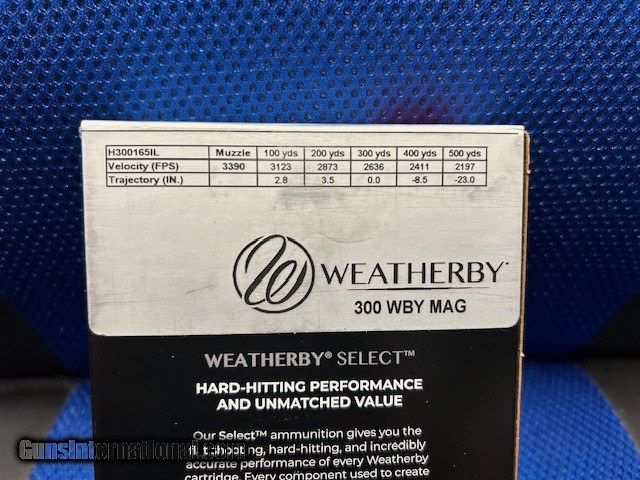 H300165IL Muzzle 100 yds 200 yds 300 yds 400 yds 500 yds
Velocity (FPS) 3390 3123 2873 2636 2411 2197
Trajectory (IN.) 2.8 3.5 0.0 -8.5 -23.0
WEATHERBY
300 WBY MAG
WEATHERBY® SELECT™
HARD-HITTING PERFORMANCE
AND UNMATCHED VALUE
Our Select™ ammunition gives you the
flat shooting, hard-hitting, and incredibly
accurate performance of every Weatherby
cartridge. Every component used to create
GunsInternational.com